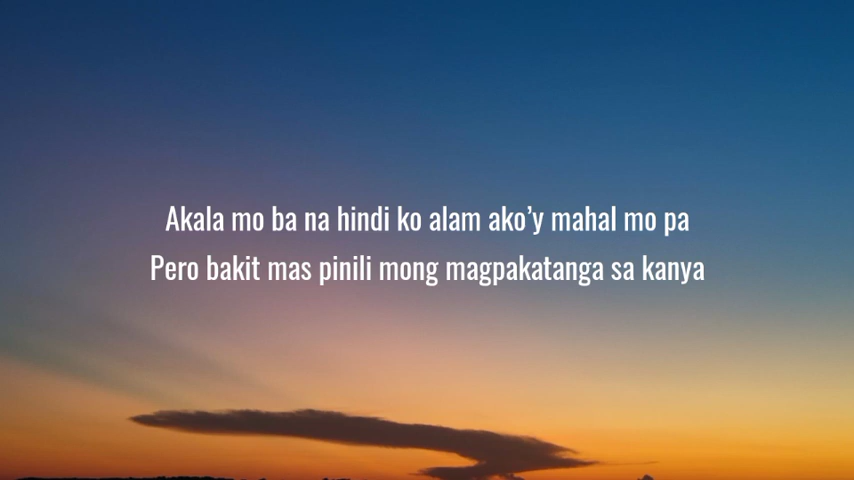 Akala mo ba na hindi ko alam ako’y mahal mo pa
Pero bakit mas pinili mong magpakatanga sa kanya